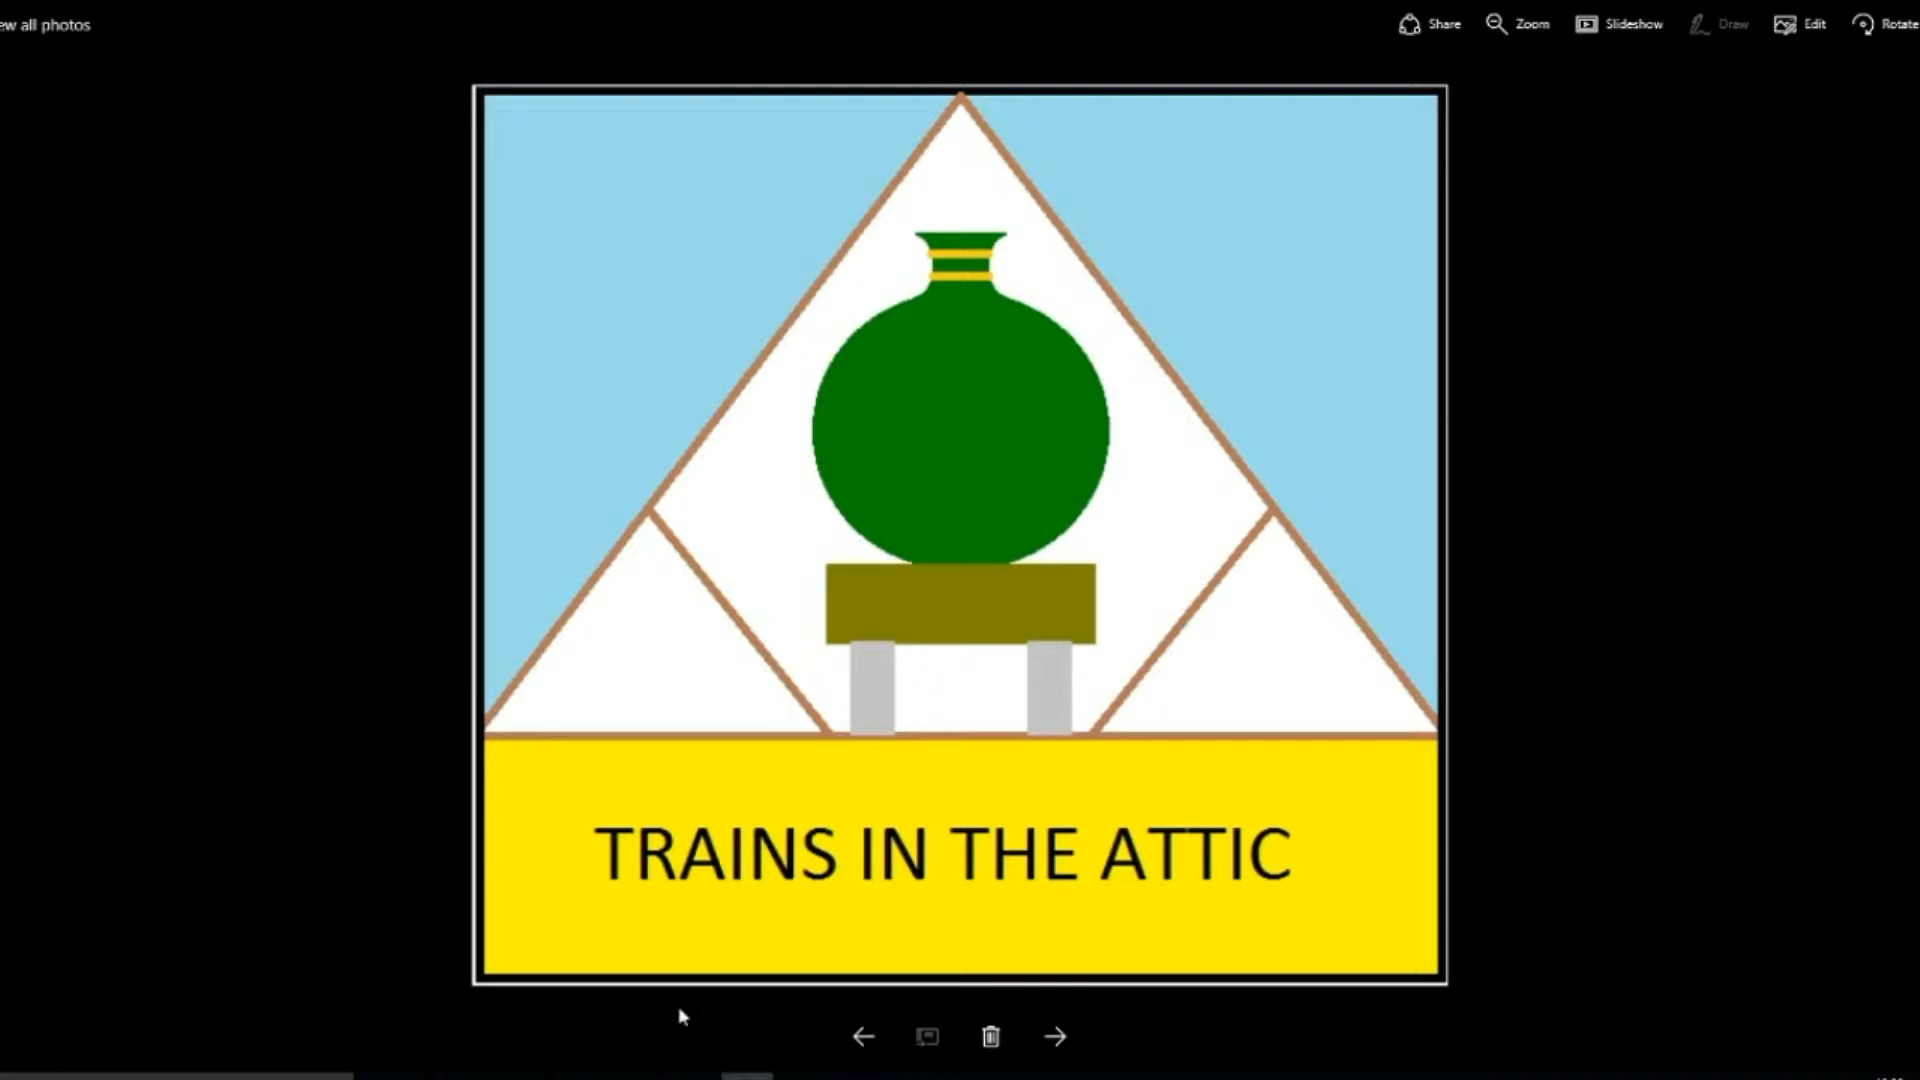 ew all photos
Share
Zoom
Slideshow
Draw
Edit
Rotate
TRAINS IN THE ATTIC